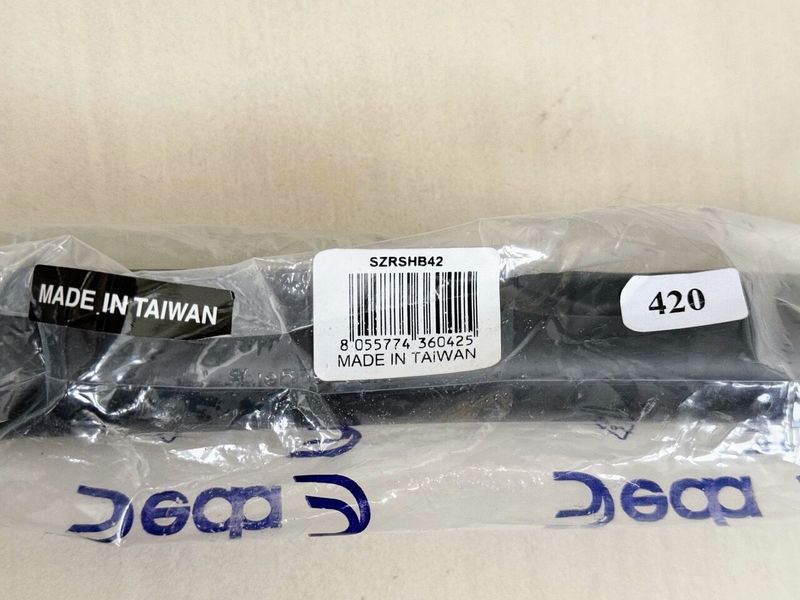 SZRSHB42
8 055774 360425
MADE IN TAIWAN
MADE IN TAIWAN
420
Deda
Deda